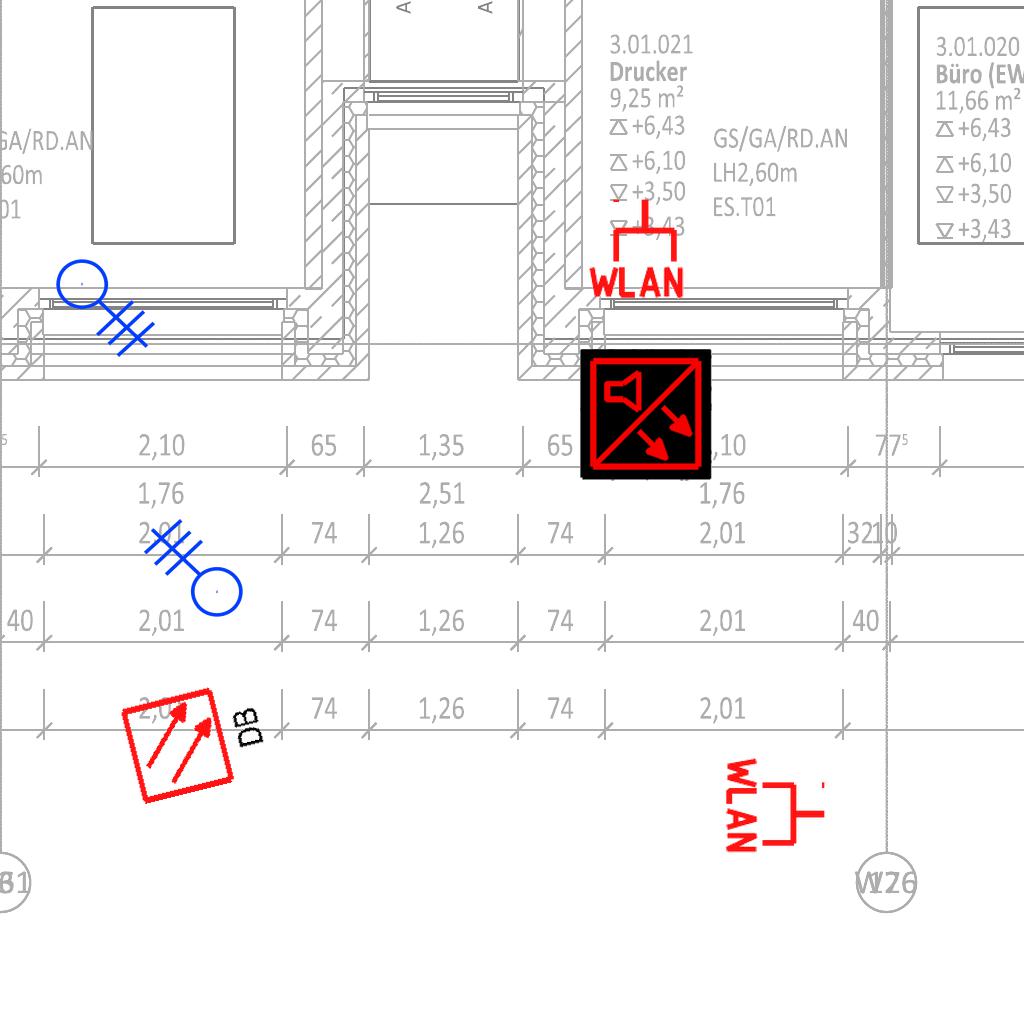 A A
3.01.021
Drucker
9,25 m²
+6,43
+6,10
+3,50
+3,43
GS/GA/RD.AN
LH2,60m
ES.T01
3.01.020
Büro (EW
11,66 m²
+6,43
+6,10
+3,50
+3,43
GA/RD.AN
60m
01
WLAN
5 2,10 65 1,35 65 ,10 77⁵
1,76 2,51 1,76
2,01 74 1,26 74 2,01 32 10
40 2,01 74 1,26 74 2,01 40
2,01 74 1,26 74 2,01
DB
WLAN